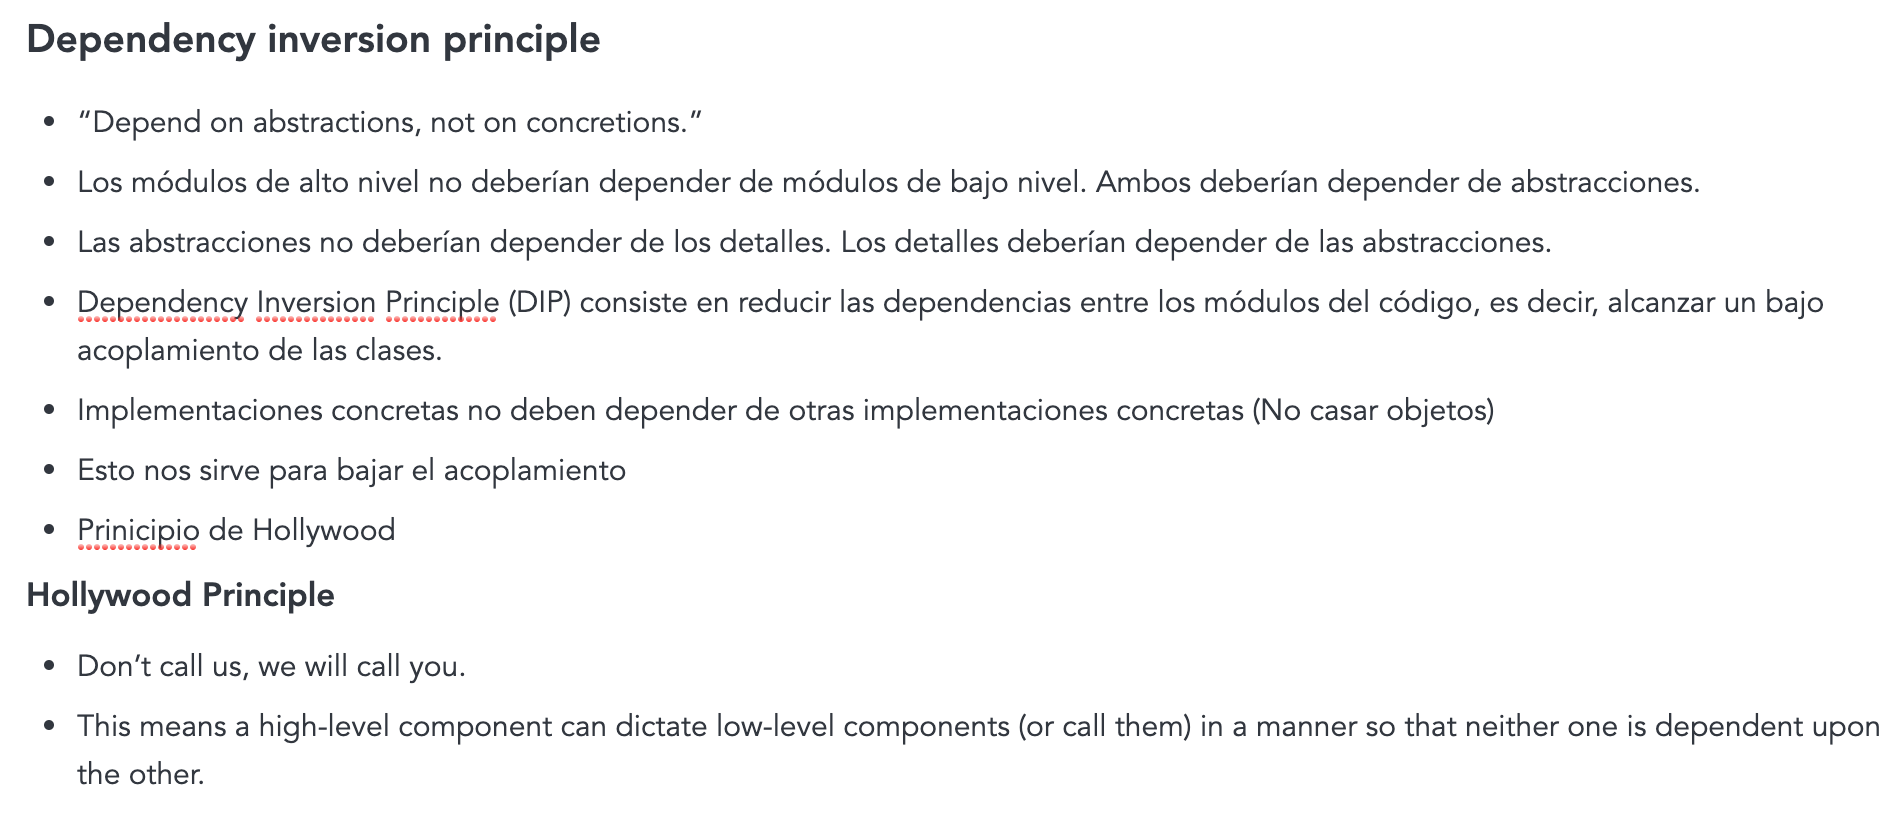 Dependency inversion principle
• “Depend on abstractions, not on concretions.”
• Los módulos de alto nivel no deberían depender de módulos de bajo nivel. Ambos deberían depender de abstracciones.
• Las abstracciones no deberían depender de los detalles. Los detalles deberían depender de las abstracciones.
• Dependency Inversion Principle (DIP) consiste en reducir las dependencias entre los módulos del código, es decir, alcanzar un bajo
acoplamiento de las clases.
• Implementaciones concretas no deben depender de otras implementaciones concretas (No casar objetos)
• Esto nos sirve para bajar el acoplamiento
• Prinicipio de Hollywood
Hollywood Principle
• Don’t call us, we will call you.
• This means a high-level component can dictate low-level components (or call them) in a manner so that neither one is dependent upon
the other.